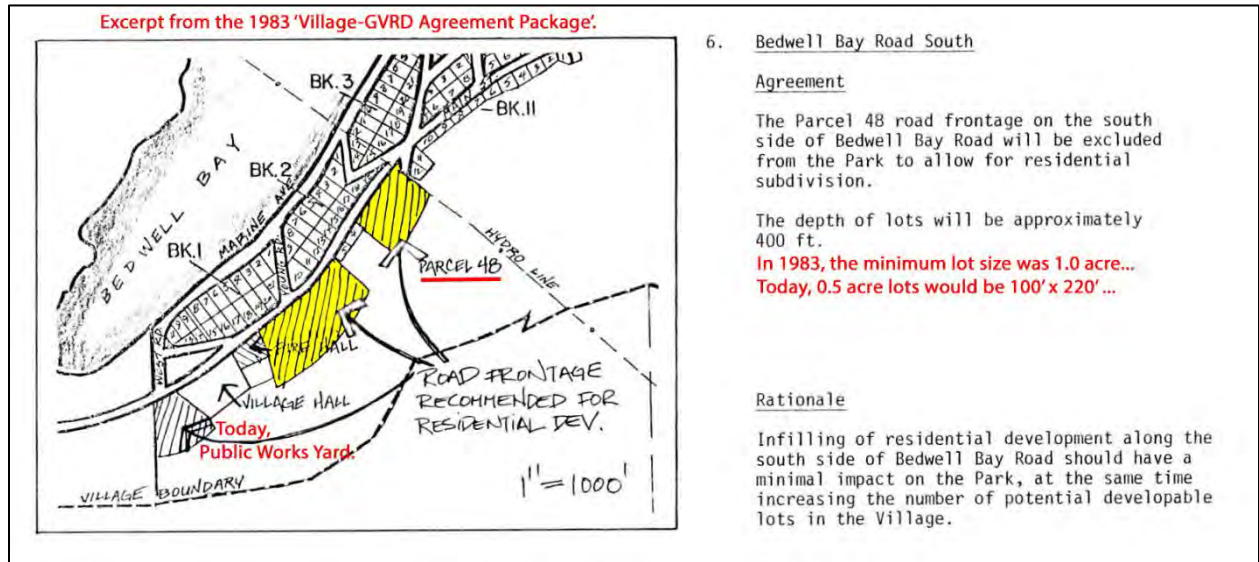 Excerpt from the 1983 'Village-GVRD Agreement Package'.
BK.3
BK.11
BK.2
BEDWELL BAY
MARINE AVE
BK.1
HYDRO LINE
PARCEL 48
WEST RD
FIRE HALL
VILLAGE HALL
ROAD FRONTAGE
RECOMMENDED FOR
RESIDENTIAL DEV.
Today,
Public Works Yard.
VILLAGE BOUNDARY
1"=1000'
6. Bedwell Bay Road South
Agreement
The Parcel 48 road frontage on the south
side of Bedwell Bay Road will be excluded
from the Park to allow for residential
subdivision.
The depth of lots will be approximately
400 ft.
In 1983, the minimum lot size was 1.0 acre...
Today, 0.5 acre lots would be 100' x 220' ...
Rationale
Infilling of residential development along the
south side of Bedwell Bay Road should have a
minimal impact on the Park, at the same time
increasing the number of potential developable
lots in the Village.